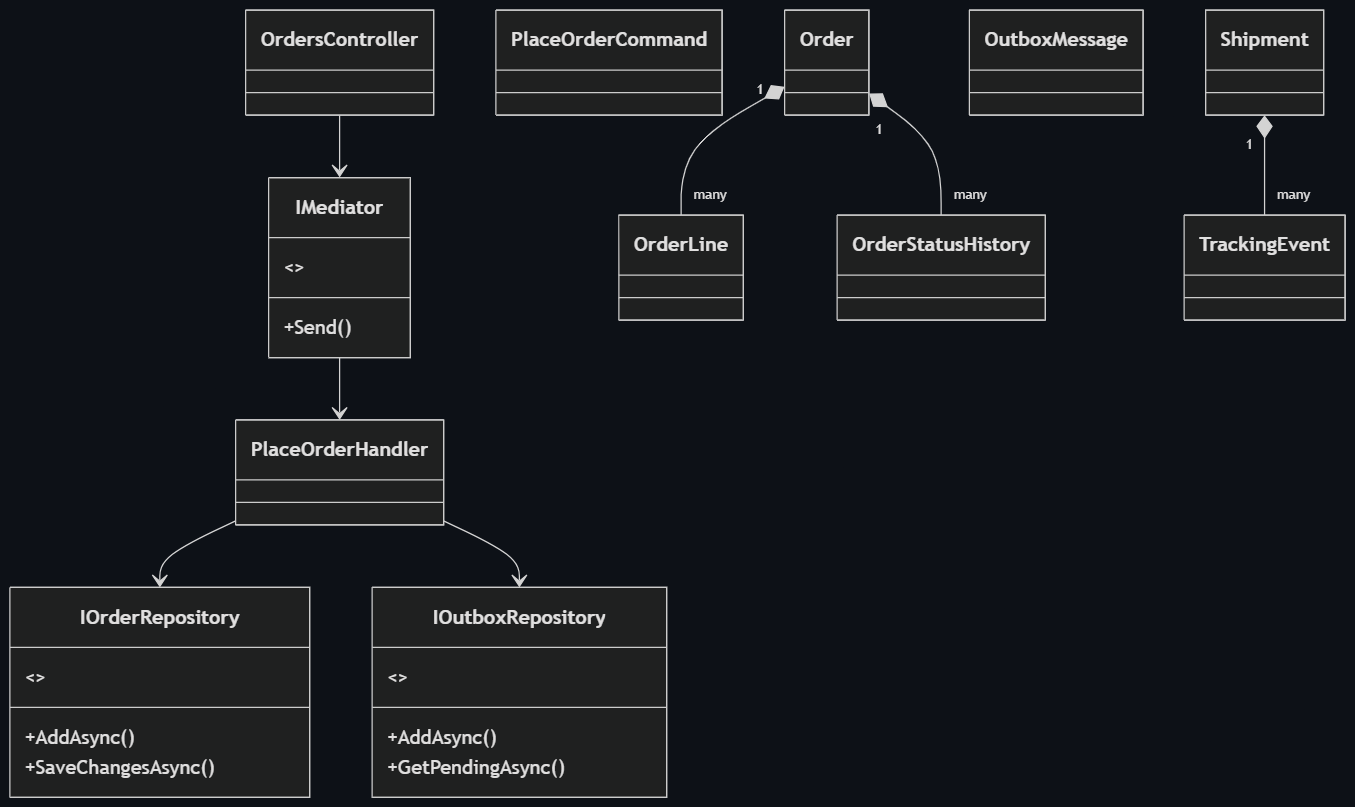 OrdersController
PlaceOrderCommand
Order
OutboxMessage
Shipment
1
1
1
IMediator
<>
+Send()
many
many
many
OrderLine
OrderStatusHistory
TrackingEvent
PlaceOrderHandler
IOrderRepository
<>
+AddAsync()
+SaveChangesAsync()
IOutboxRepository
<>
+AddAsync()
+GetPendingAsync()